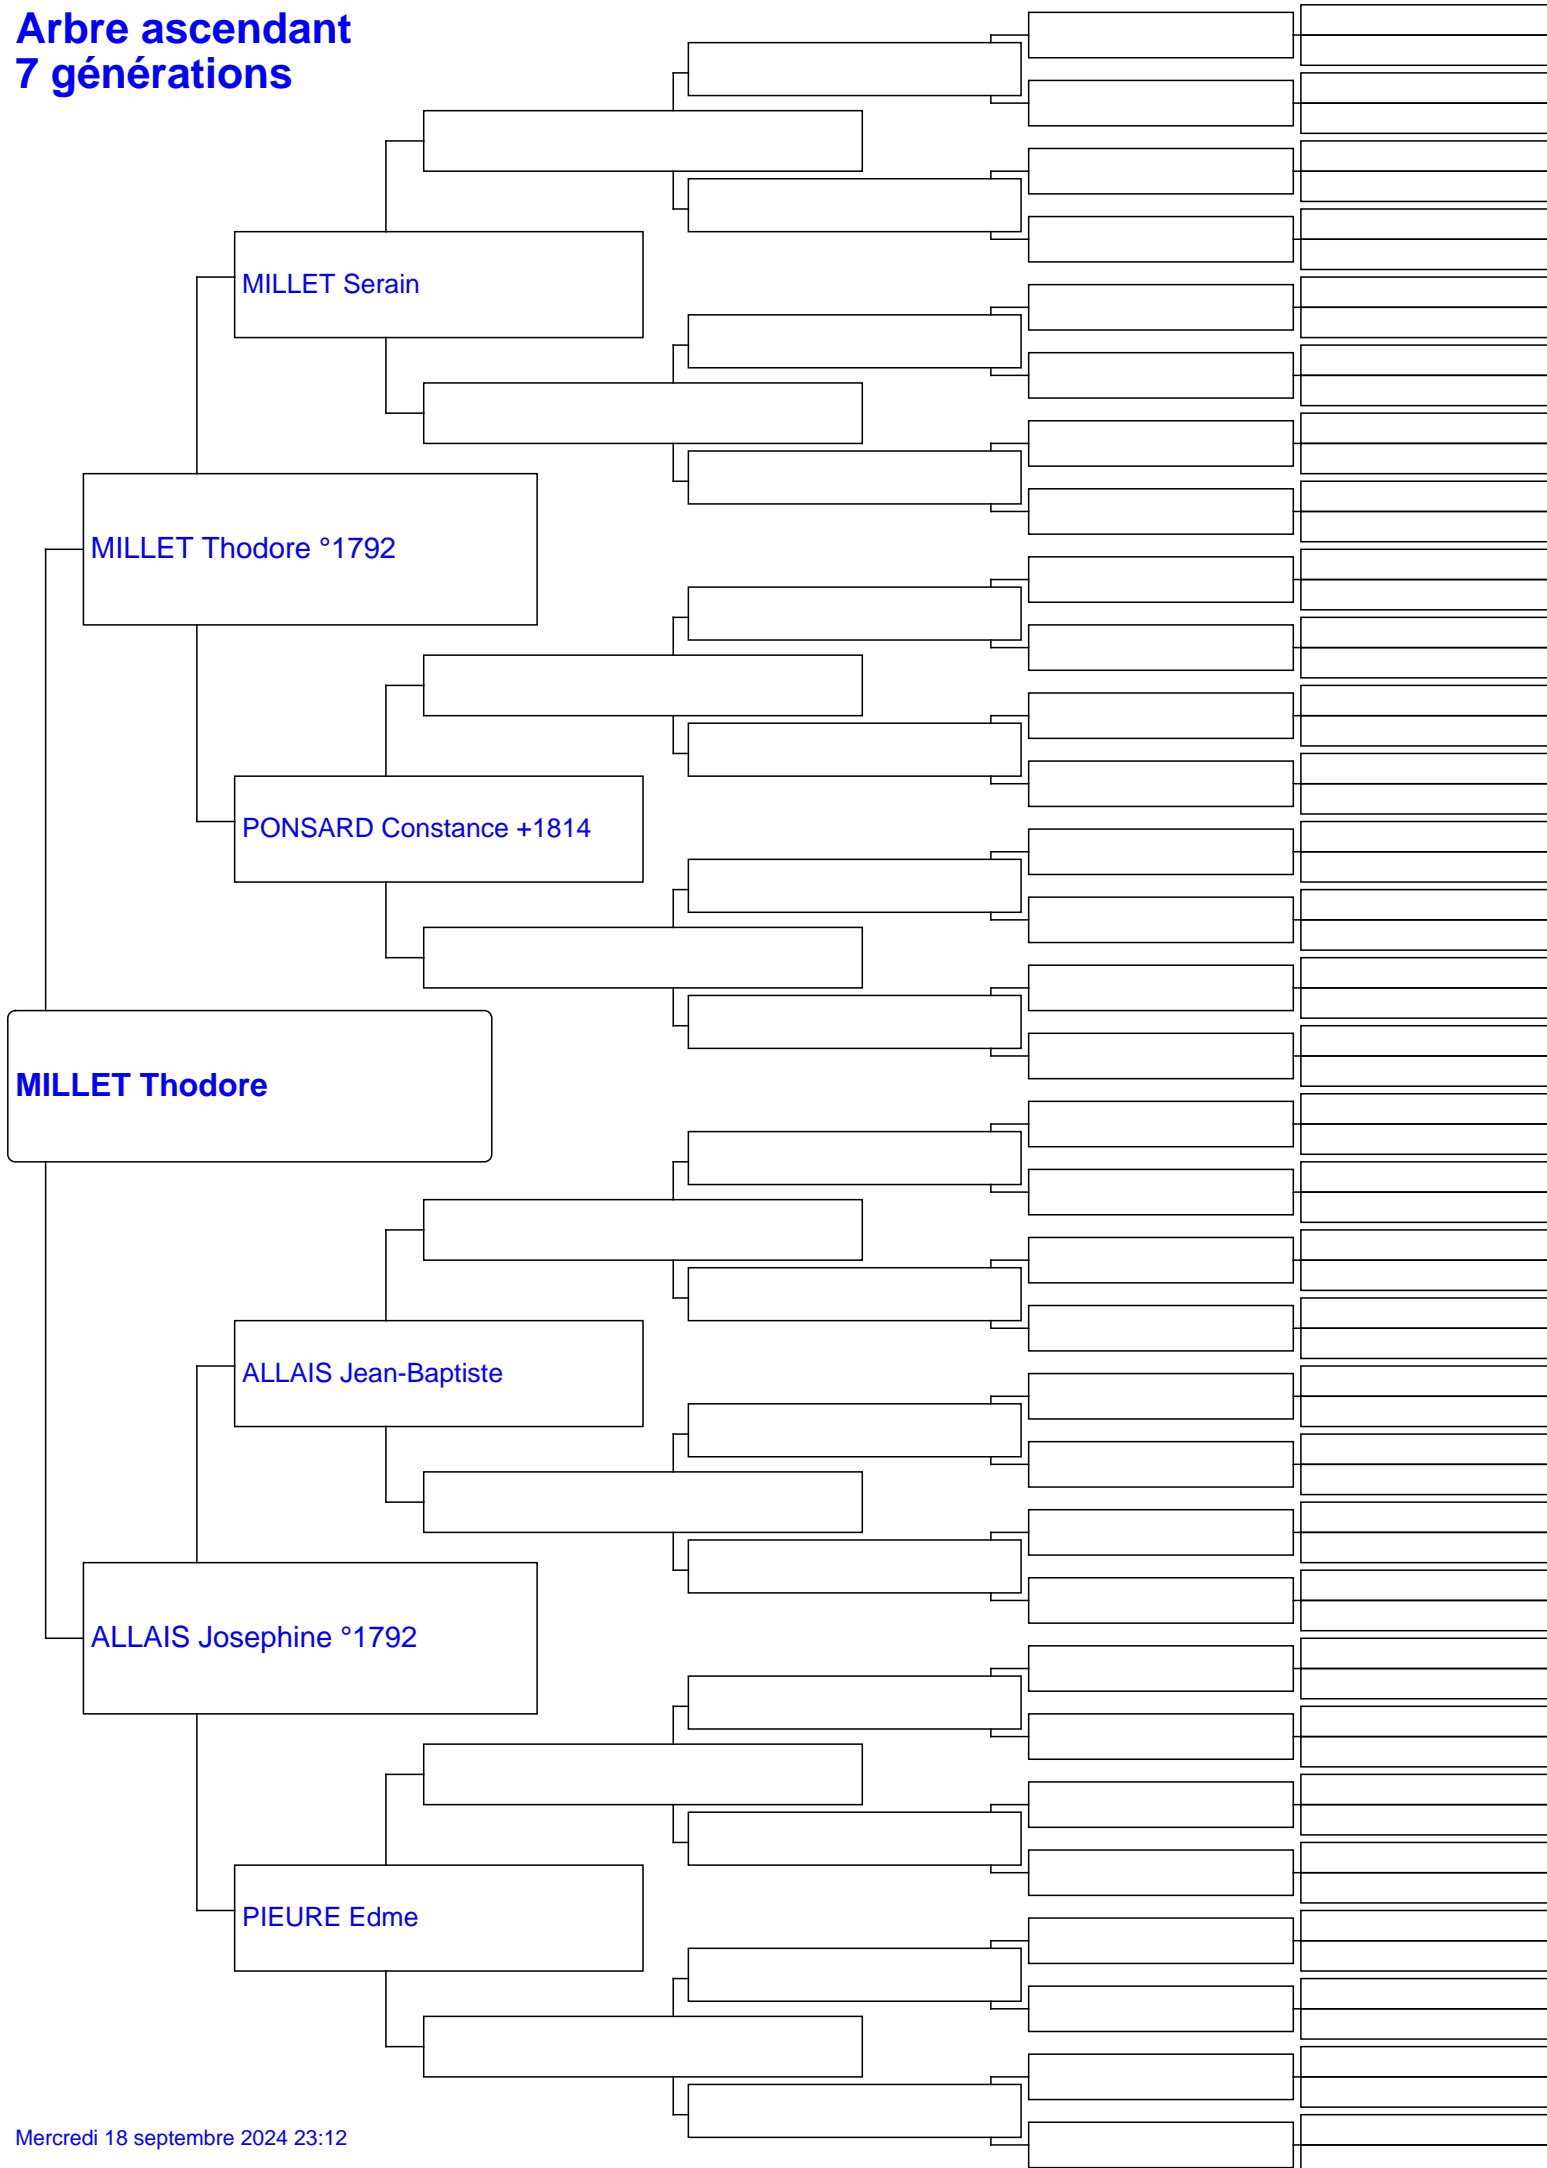 Arbre ascendant
7 générations
MILLET Serain
MILLET Thodore °1792
PONSARD Constance +1814
MILLET Thodore
ALLAIS Jean-Baptiste
ALLAIS Josephine °1792
PIEURE Edme
Mercredi 18 septembre 2024 23:12